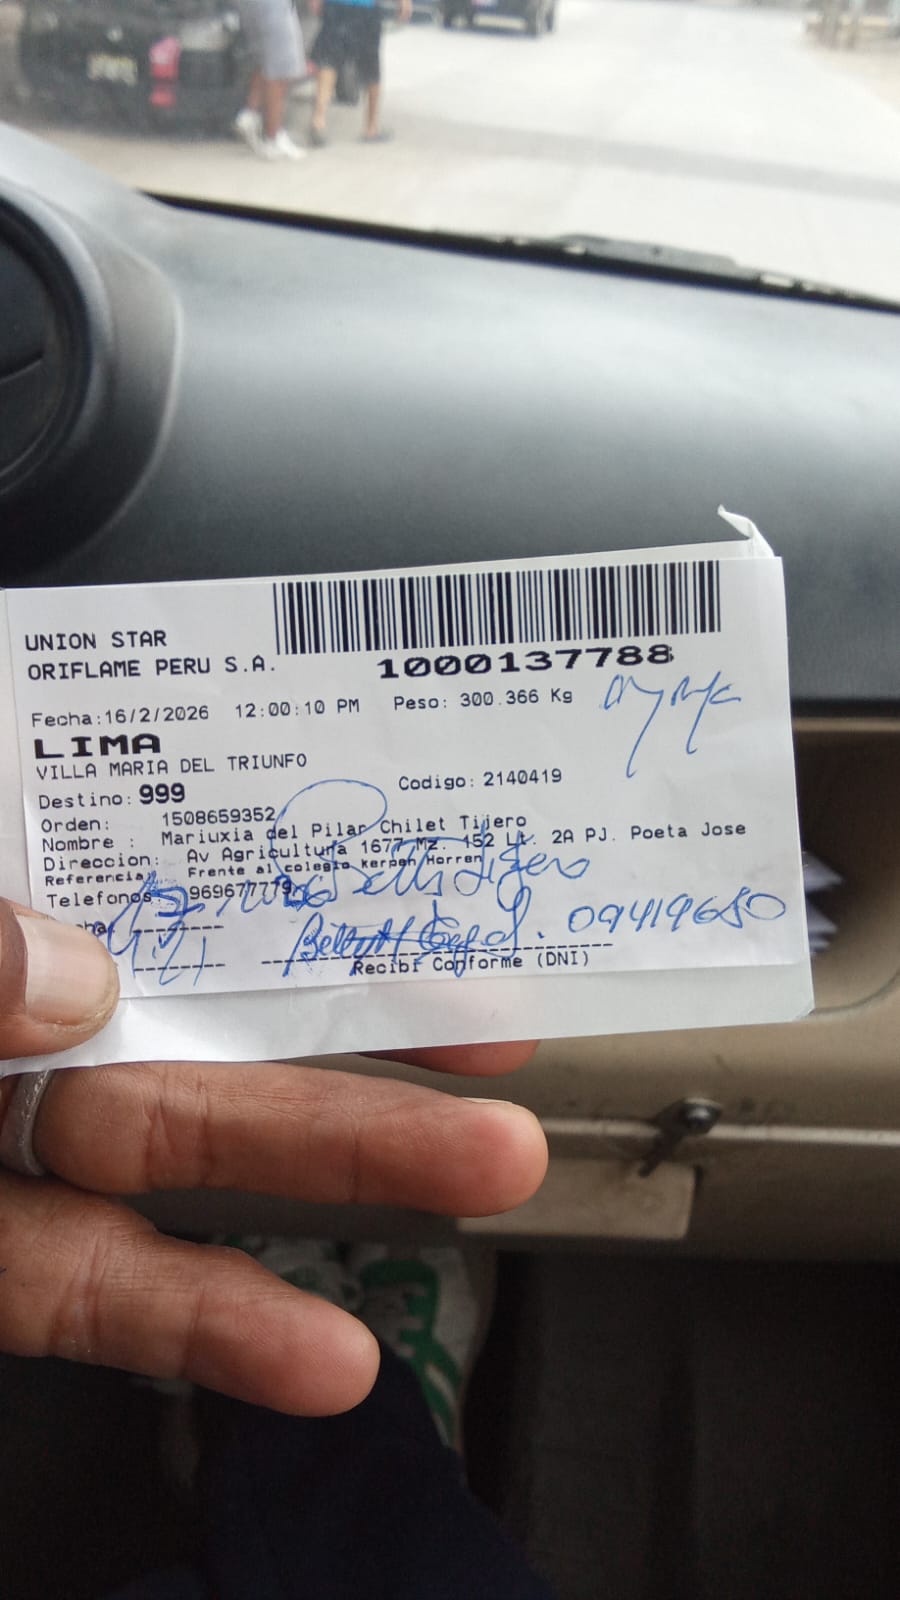 UNION STAR
ORIFLAME PERU S.A.
1000137788
Fecha:16/2/2026 12:00:10 PM Peso: 300.366 Kg
LIMA
VILLA MARIA DEL TRIUNFO
Destino: 999 Codigo: 2140419
Orden: 1508659352
Nombre : Mariuxia del Pilar Chilet Tijero
Direccion: Av Agricultura 1677 Mz. 152 Lt. 2A PJ. Poeta Jose
Referencia: Frente al colegio kerpen Horren
Telefonos: 969677779
Tijero
09419680
Recibi Conforme (DNI)